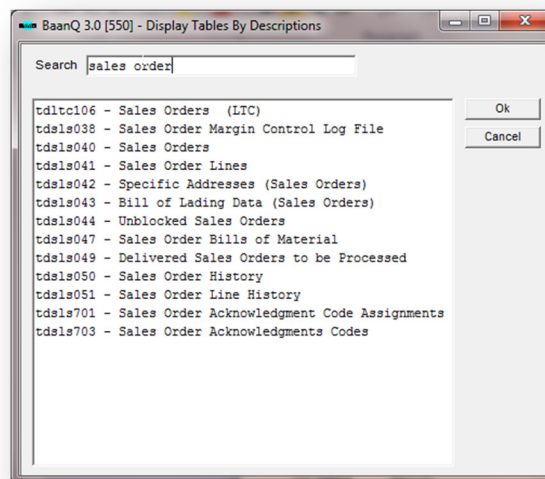 BaanQ 3.0 [550] - Display Tables By Descriptions
Search sales order
tdltc106 - Sales Orders (LTC)
tdsls038 - Sales Order Margin Control Log File
tdsls040 - Sales Orders
tdsls041 - Sales Order Lines
tdsls042 - Specific Addresses (Sales Orders)
tdsls043 - Bill of Lading Data (Sales Orders)
tdsls044 - Unblocked Sales Orders
tdsls047 - Sales Order Bills of Material
tdsls049 - Delivered Sales Orders to be Processed
tdsls050 - Sales Order History
tdsls051 - Sales Order Line History
tdsls701 - Sales Order Acknowledgment Code Assignments
tdsls703 - Sales Order Acknowledgments Codes
Ok
Cancel